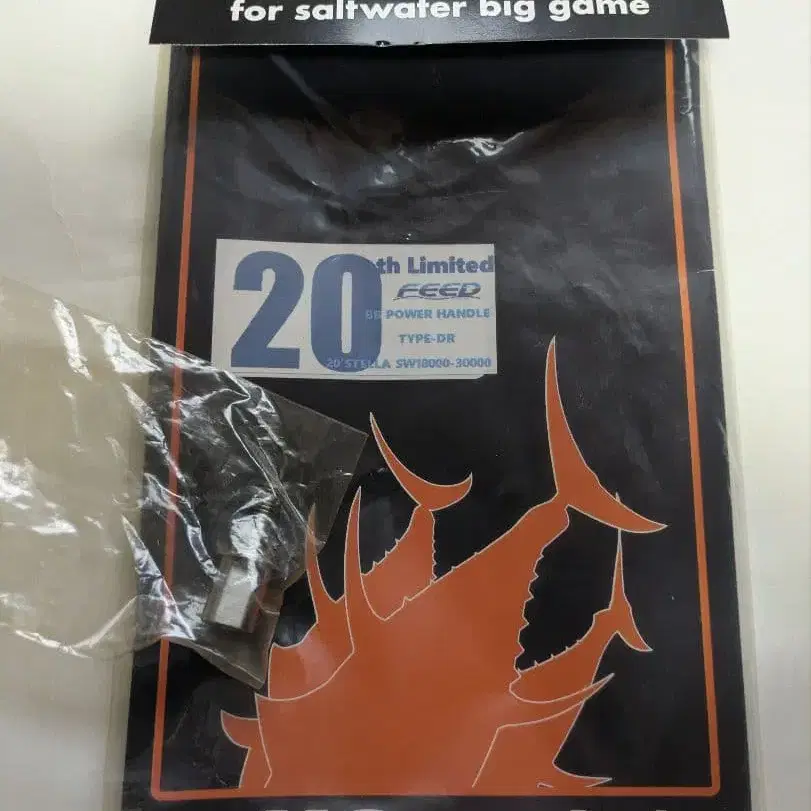 for saltwater big game
20th Limited
FEED
POWER HANDLE
TYPE-DR
20'STELLA SW18000-30000